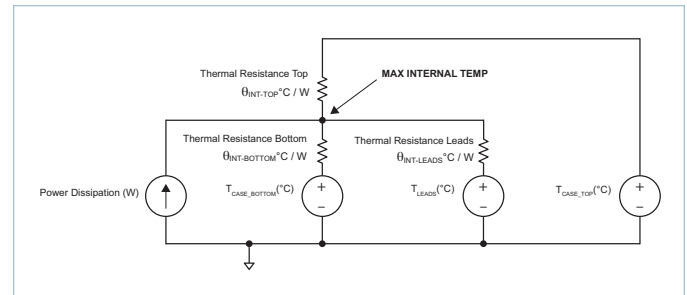 Thermal Resistance Top
θINT-TOP°C / W
MAX INTERNAL TEMP
Thermal Resistance Bottom
θINT-BOTTOM°C / W
Thermal Resistance Leads
θINT-LEADS°C / W
Power Dissipation (W)
TCASE_BOTTOM(°C)
+
–
TLEADS(°C)
+
–
TCASE_TOP(°C)
+
–